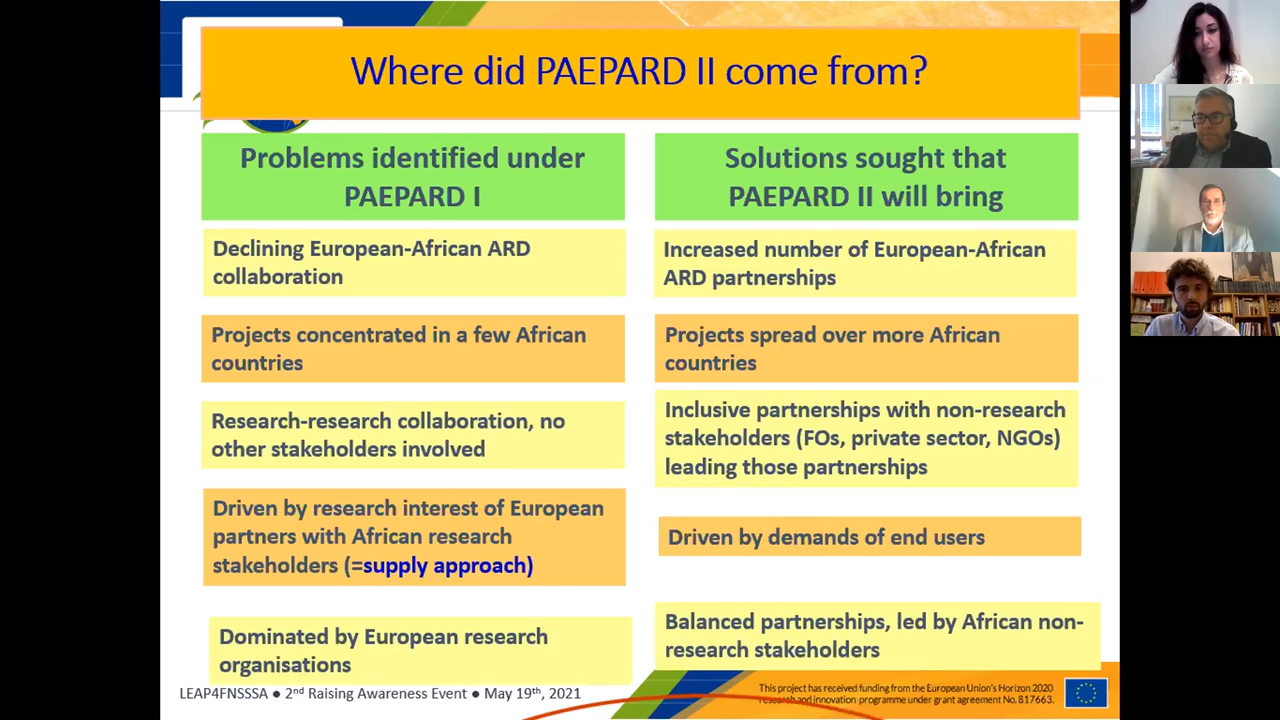 Where did PAEPARD II come from?
Problems identified under
PAEPARD I
Solutions sought that
PAEPARD II will bring
Declining European-African ARD
collaboration
Increased number of European-African
ARD partnerships
Projects concentrated in a few African
countries
Projects spread over more African
countries
Research-research collaboration, no
other stakeholders involved
Inclusive partnerships with non-research
stakeholders (FOs, private sector, NGOs)
leading those partnerships
Driven by research interest of European
partners with African research
stakeholders (=supply approach)
Driven by demands of end users
Dominated by European research
organisations
Balanced partnerships, led by African non-
research stakeholders
LEAP4FNSSSA ● 2nd Raising Awareness Event ● May 19th, 2021
This project has received funding from the European Union's Horizon 2020
research and innovation programme under grant agreement No. 817663.